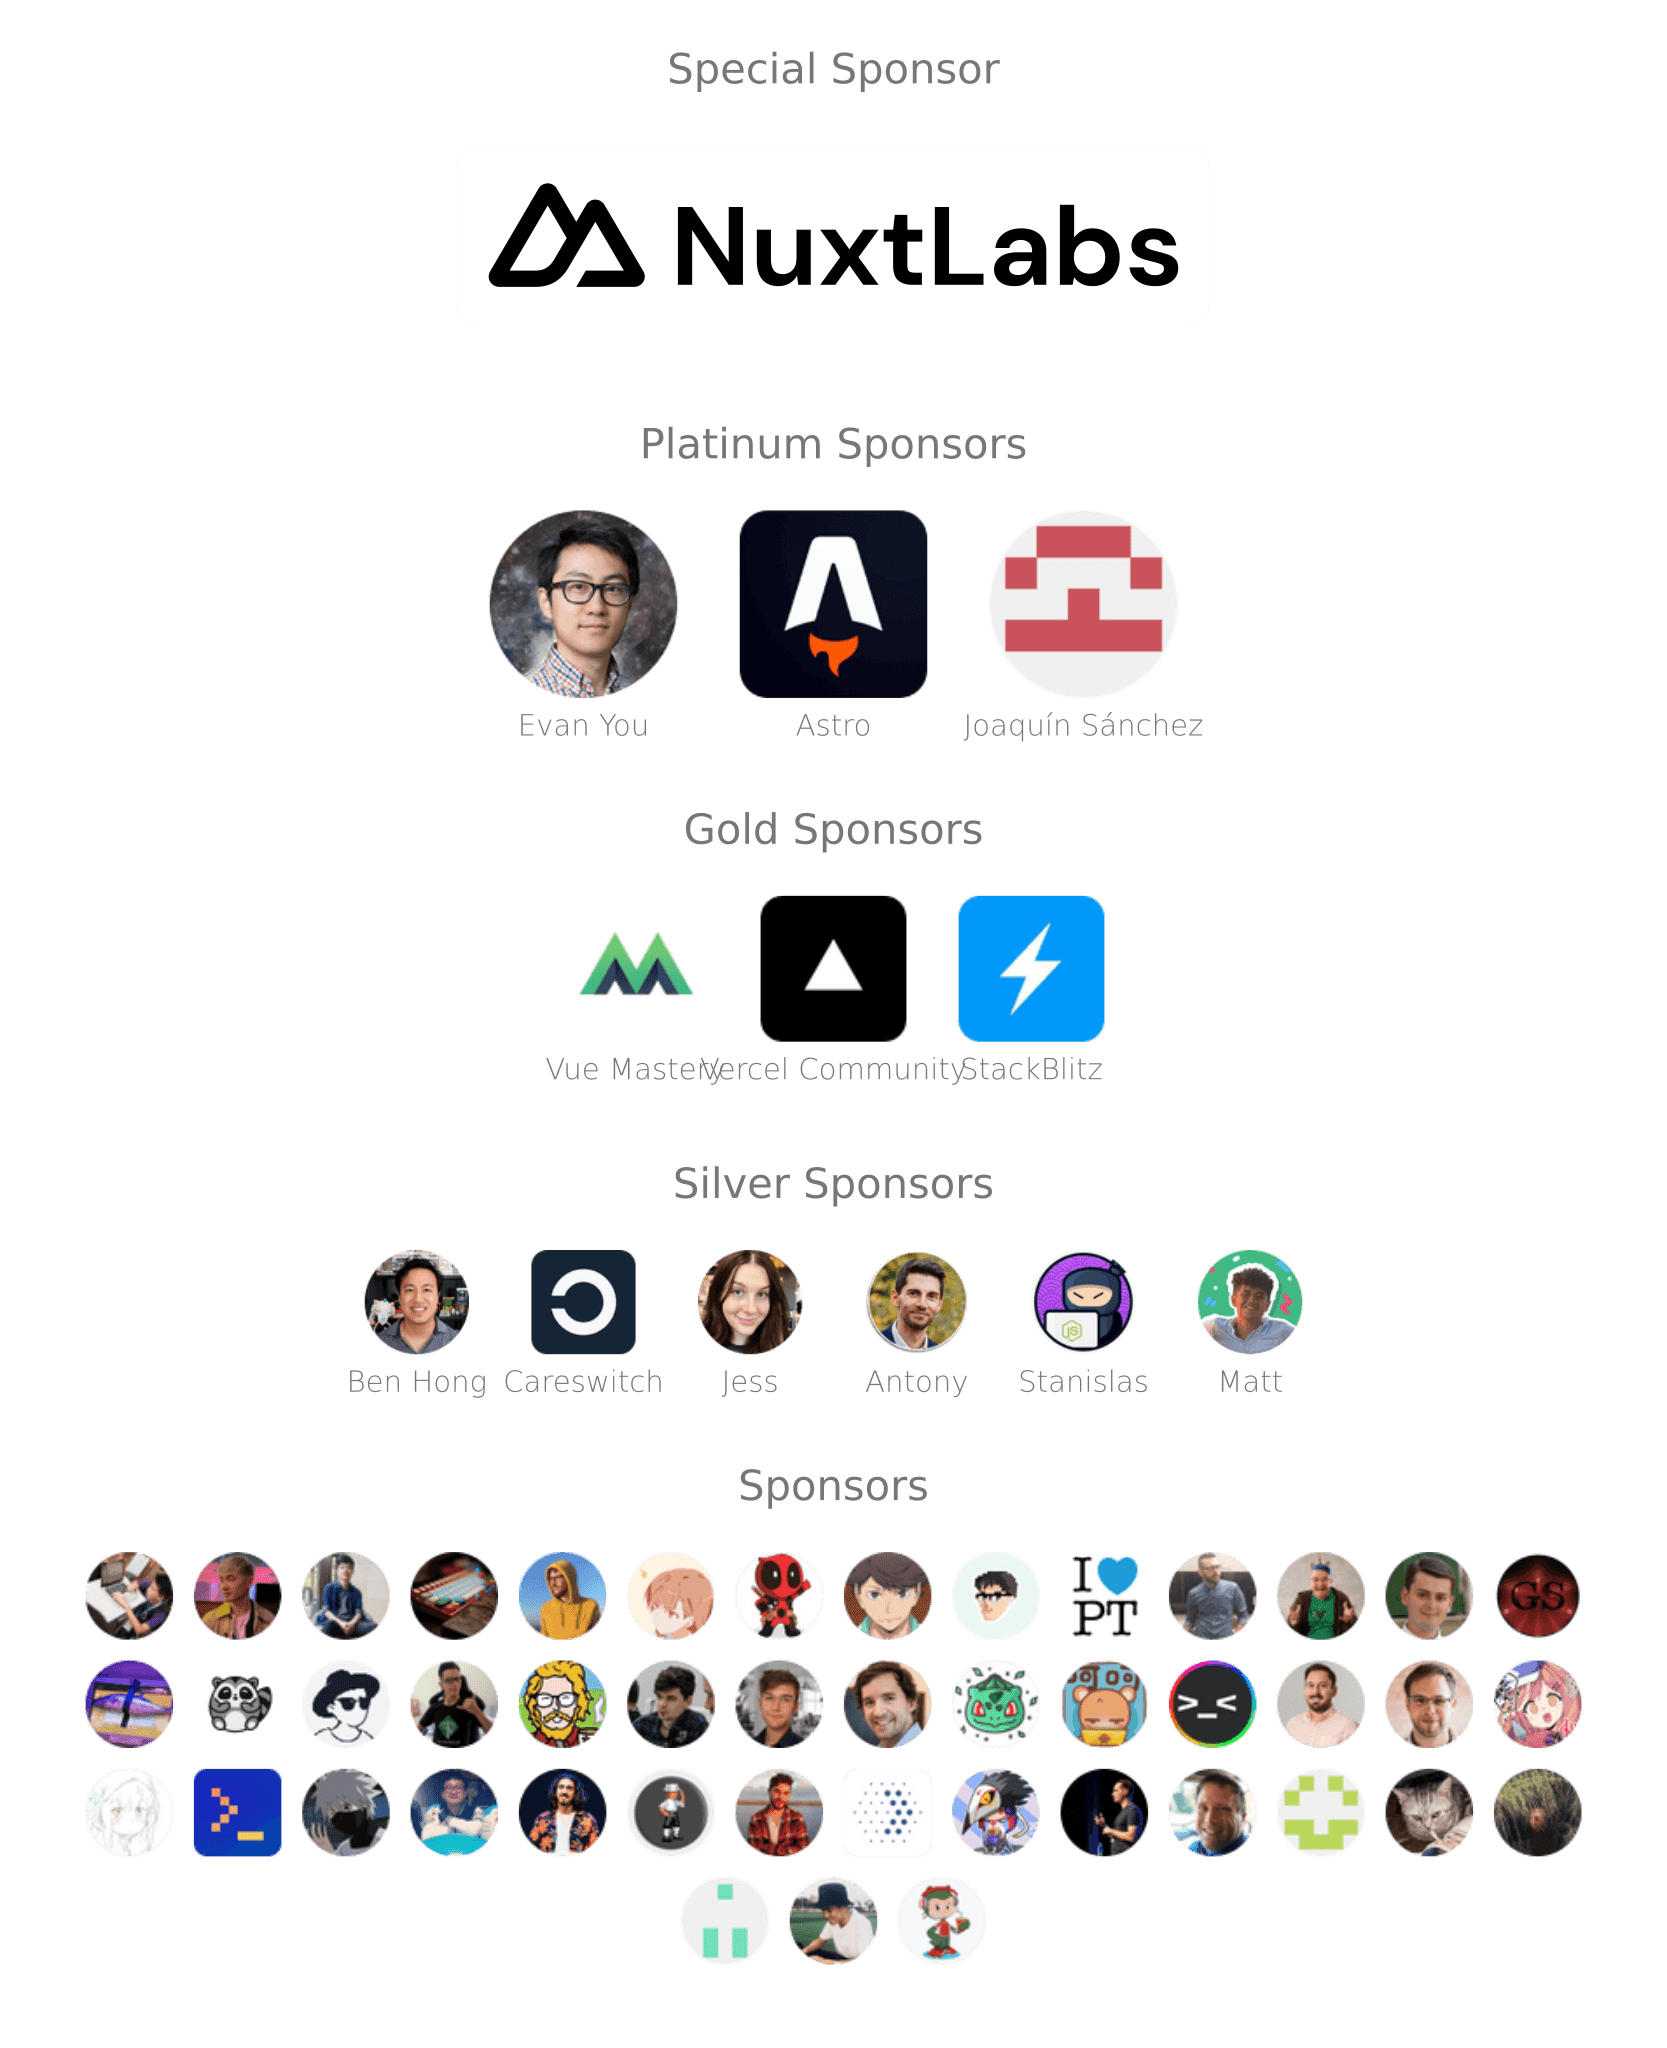 Special Sponsor
NuxtLabs
Platinum Sponsors
Evan You
Astro
Joaquín Sánchez
Gold Sponsors
Vue Mastery
Vercel Community
StackBlitz
Silver Sponsors
JS
Ben Hong
Careswitch
Jess
Antony
Stanislas
Matt
Sponsors
I
PT
GS
>_<
>_